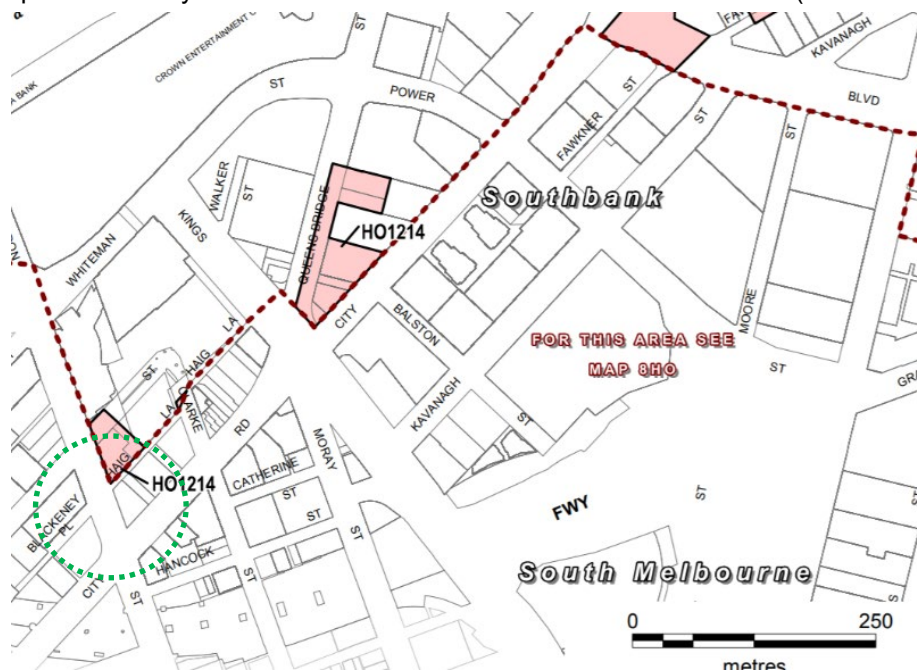 CROWN ENTERTAINMENT
ST
KAVANAGH
BANK
ST
POWER
ST
BLVD
FAWKNER
ST
WALKER
ST
Southbank
QUEENS BRIDGE
HO1214
KINGS
WHITEMAN
CITY
BALSTON
MOORE
FOR THIS AREA SEE
MAP 8HO
ST
LA
HAIG
ST
LA
CLARKE
KAVANAGH
ST
RD
MORAY
HAIG
HO1214
CATHERINE
ST
ST
ST
FWY
ST
BLACKENEY
PL
HANCOCK
CITY
ST
ST
South Melbourne
0
250
metres